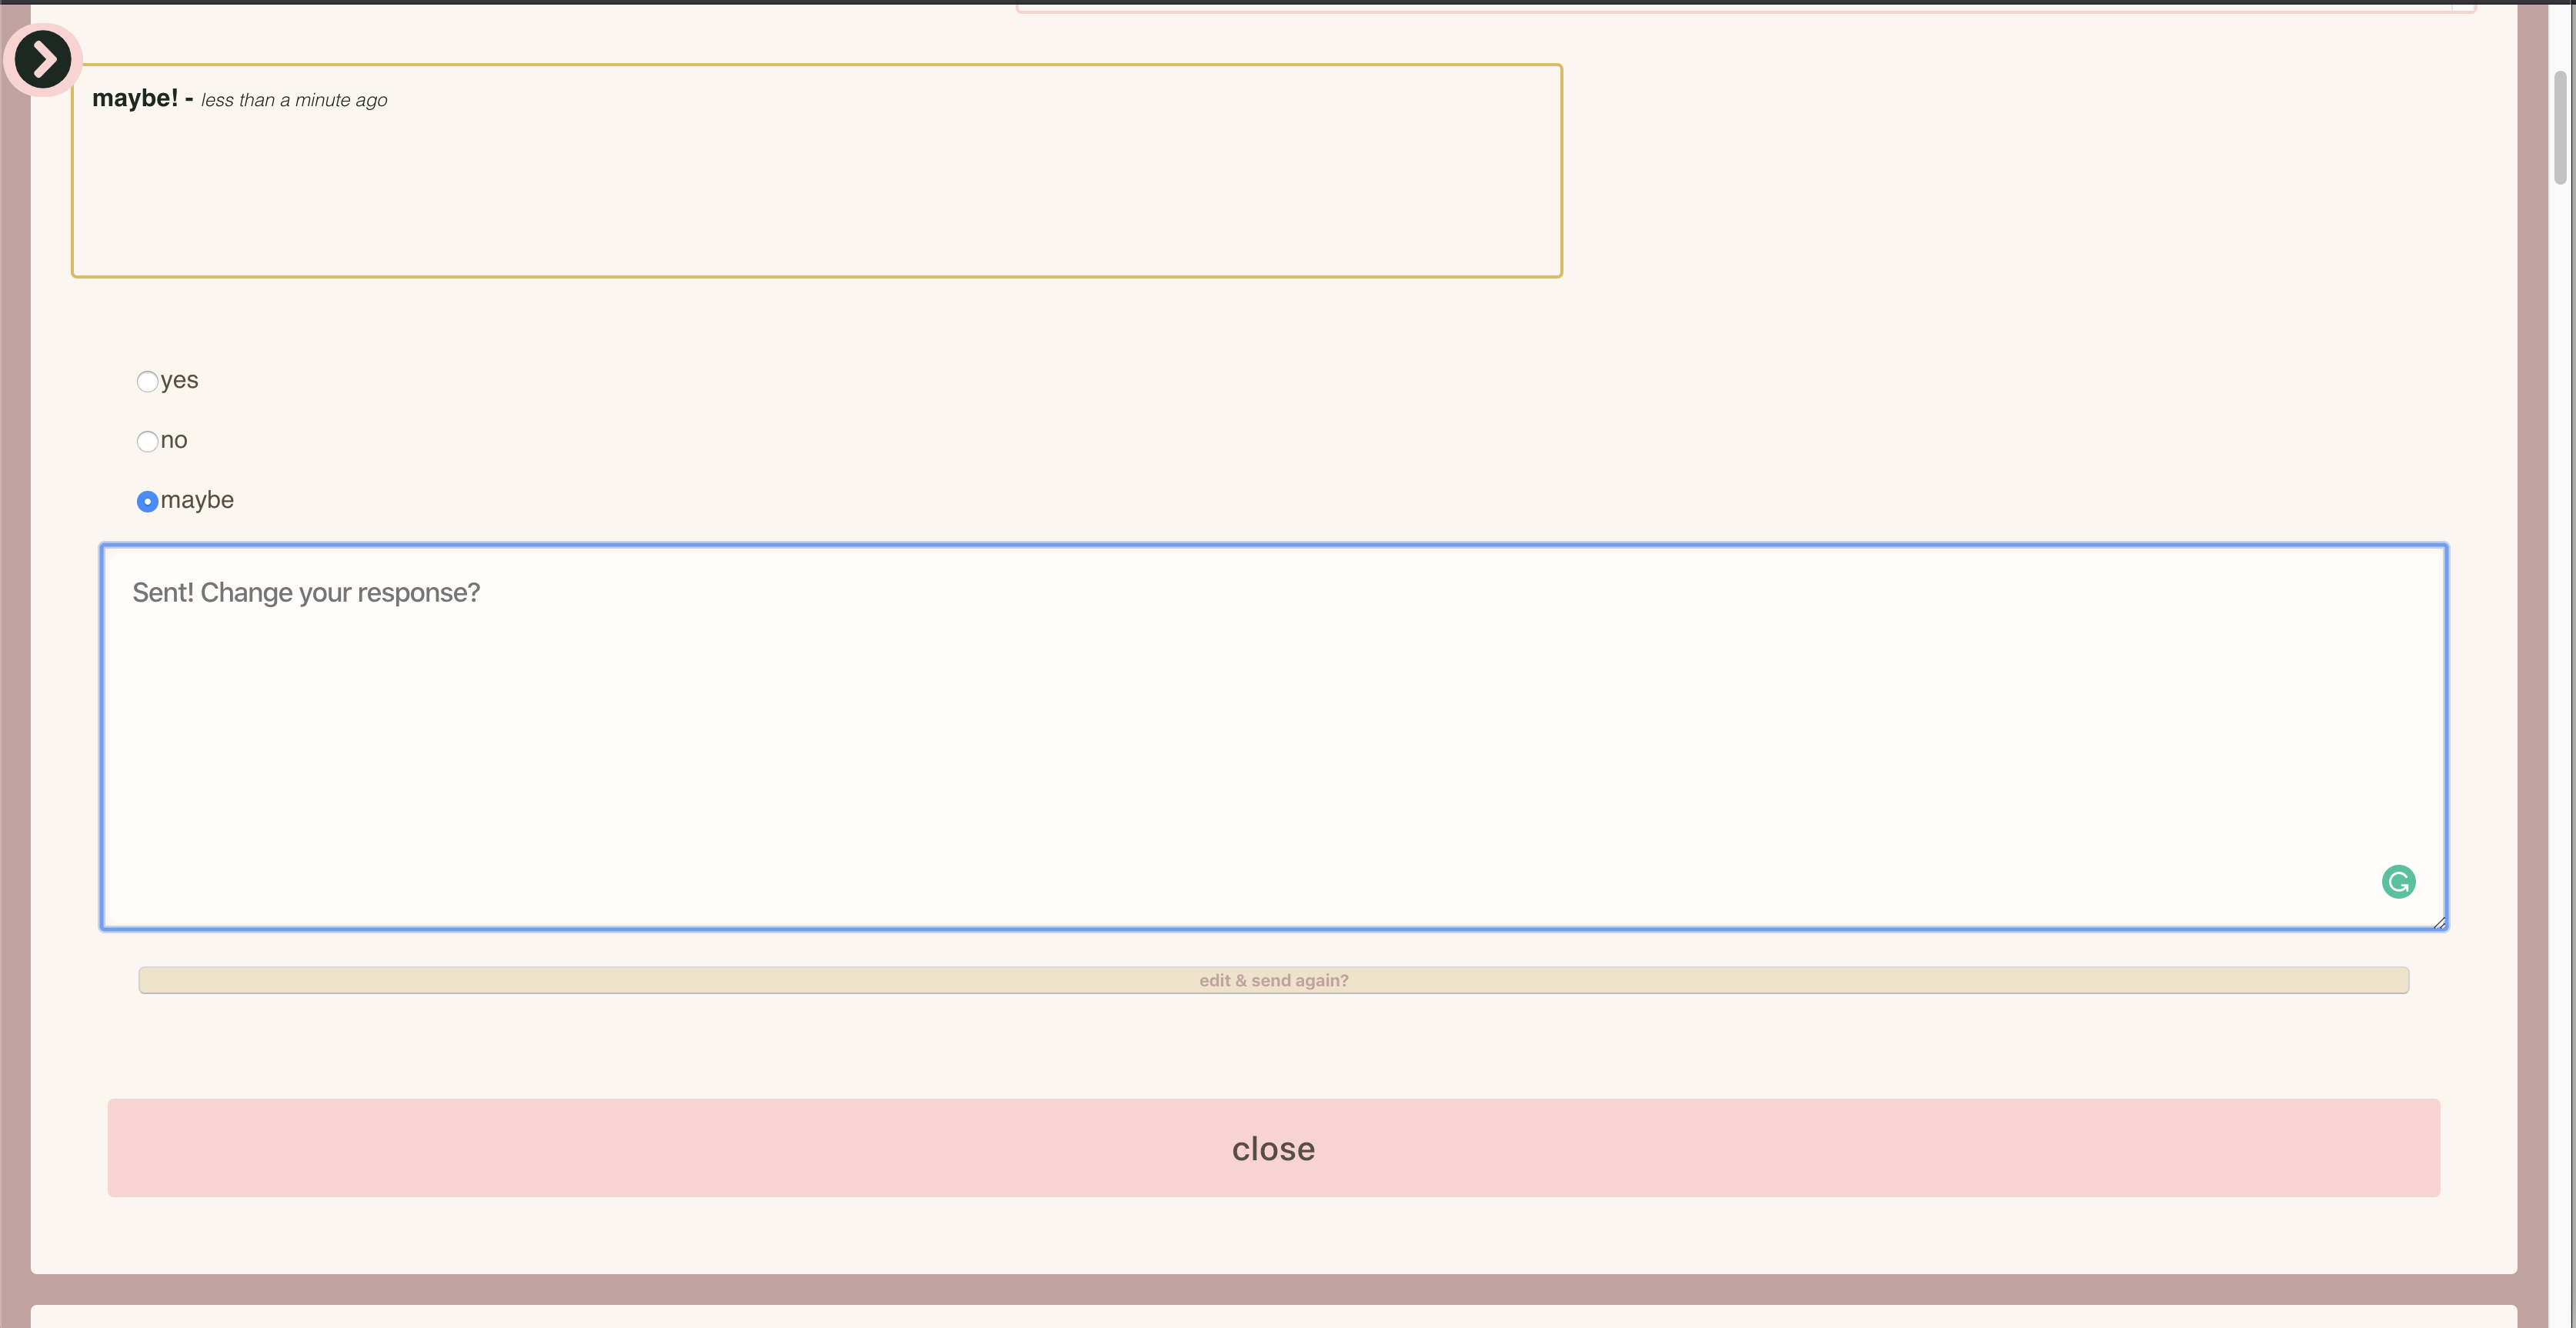 maybe! - less than a minute ago
yes
no
maybe
Sent! Change your response?
edit & send again?
close